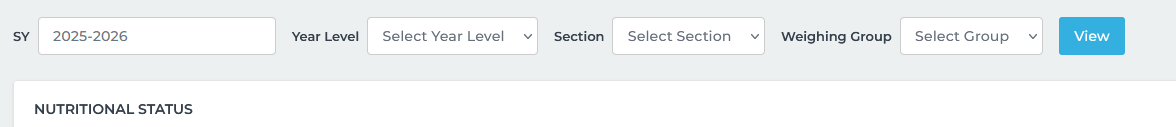 SY 2025-2026 Year Level Select Year Level Section Select Section Weighing Group Select Group View
NUTRITIONAL STATUS